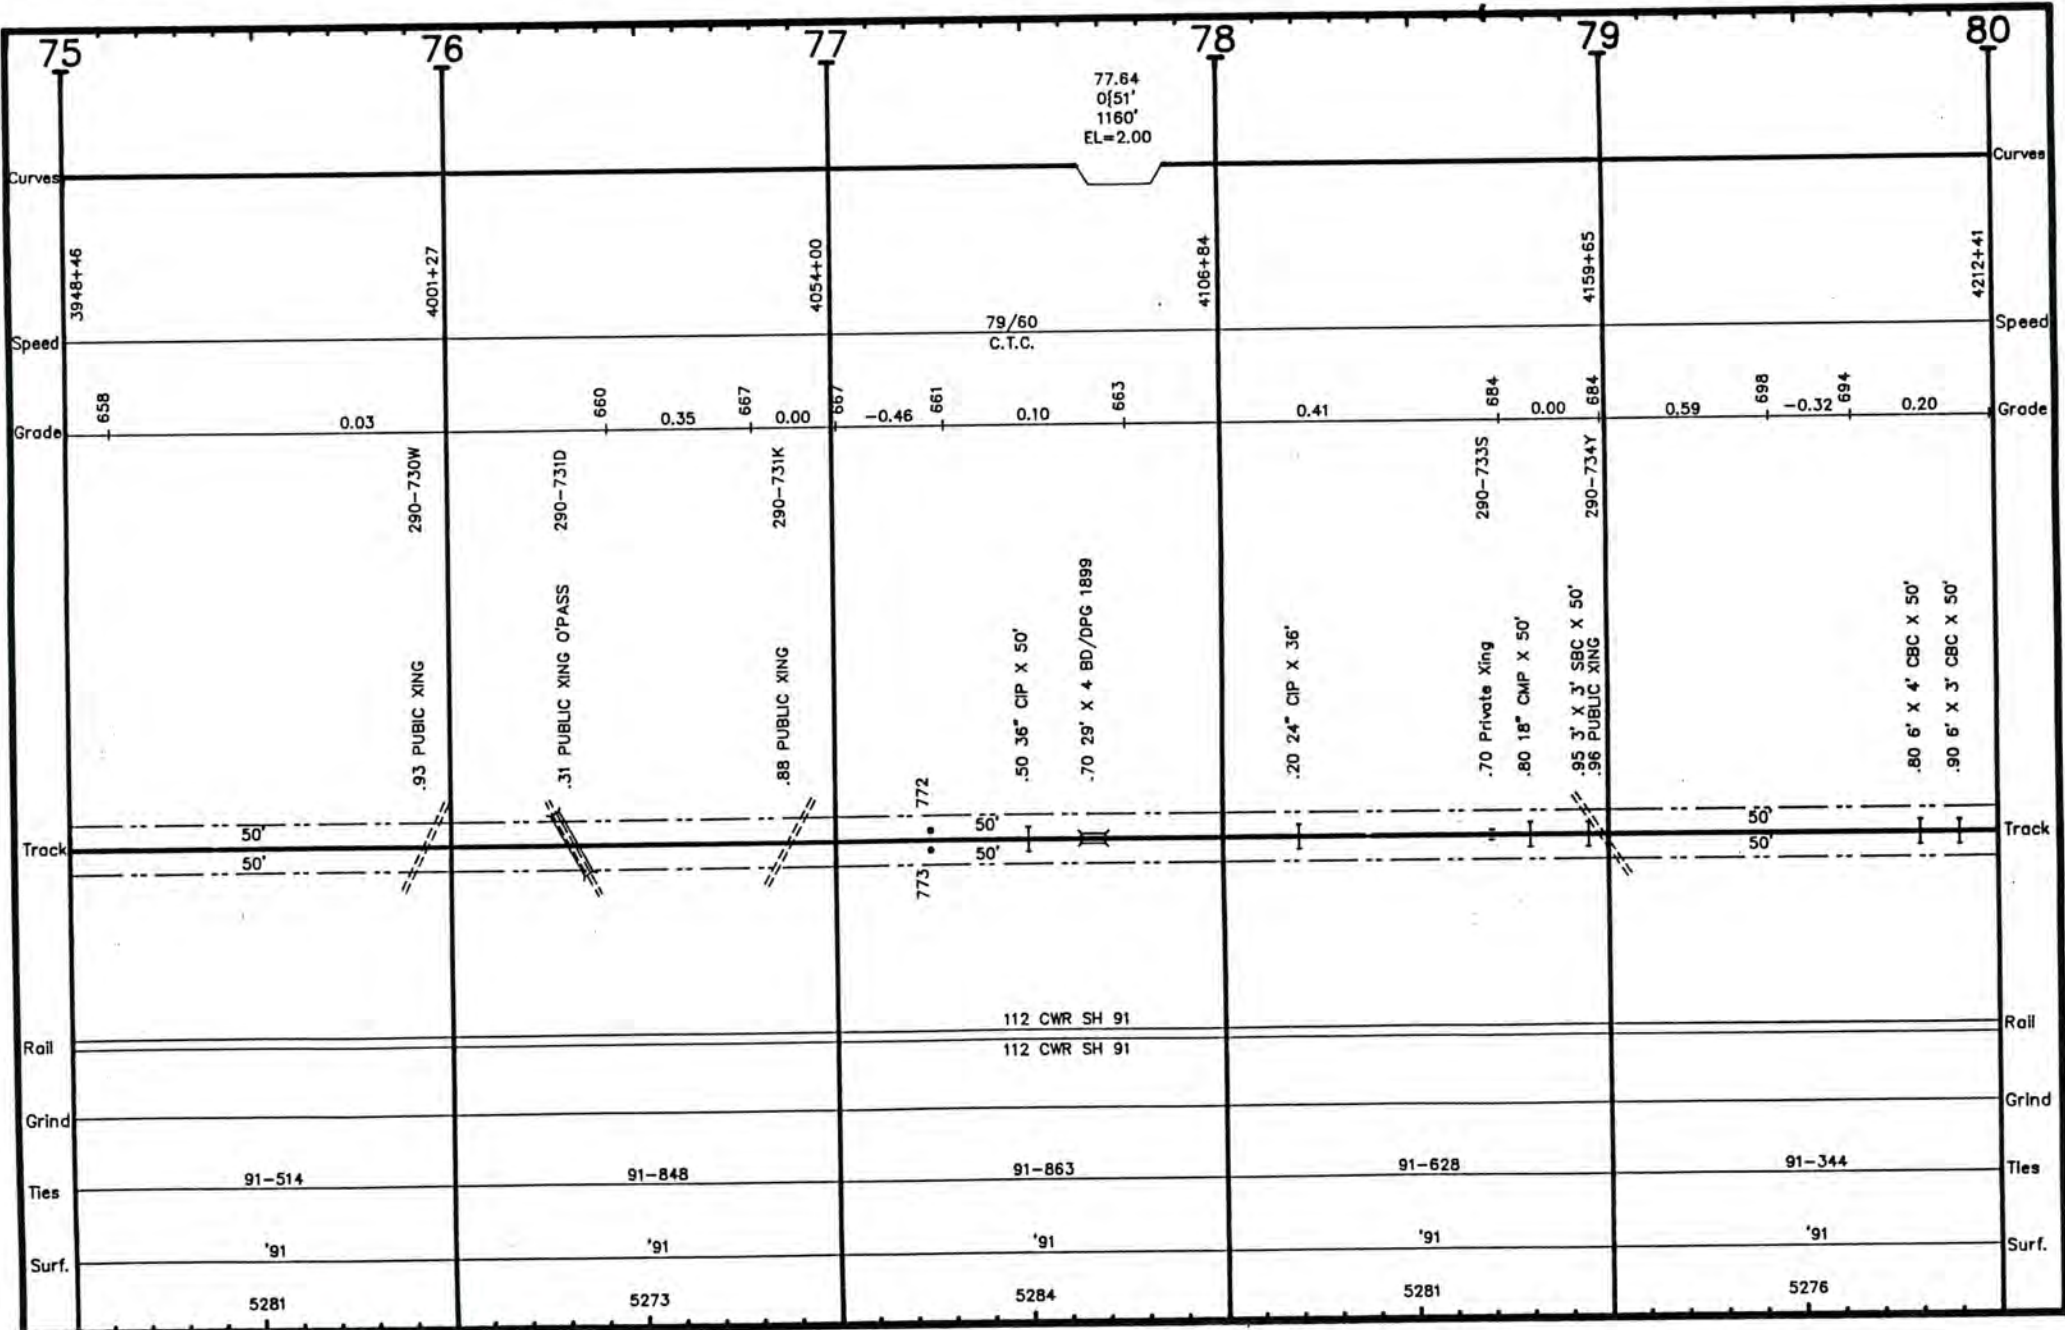 75
76
77
78
79
80
77.64
0{51'
1160'
EL=2.00
Curves
Curves
3948+46
4001+27
4054+00
4106+84
4159+65
4212+41
Speed
79/60
C.T.C.
Speed
Grade
658
0.03
660
0.35
667
0.00
667
-0.46
661
0.10
663
0.41
684
0.00
684
0.59
698
-0.32
694
0.20
Grade
290-730W
290-731D
290-731K
290-733S
290-734Y
.93 PUBIC XING
.31 PUBLIC XING O'PASS
.88 PUBLIC XING
772
773
.50 36" CIP X 50'
.70 29' X 4 BD/DPG 1899
.20 24" CIP X 36'
.70 Private Xing
.80 18" CMP X 50'
.95 3' X 3' SBC X 50'
.96 PUBLIC XING
.80 6' X 4' CBC X 50'
.90 6' X 3' CBC X 50'
Track
50'
50'
50'
50'
50'
50'
Track
Rail
112 CWR SH 91
112 CWR SH 91
Rail
Grind
Grind
Ties
91-514
91-848
91-863
91-628
91-344
Ties
Surf.
'91
'91
'91
'91
'91
Surf.
5281
5273
5284
5281
5276